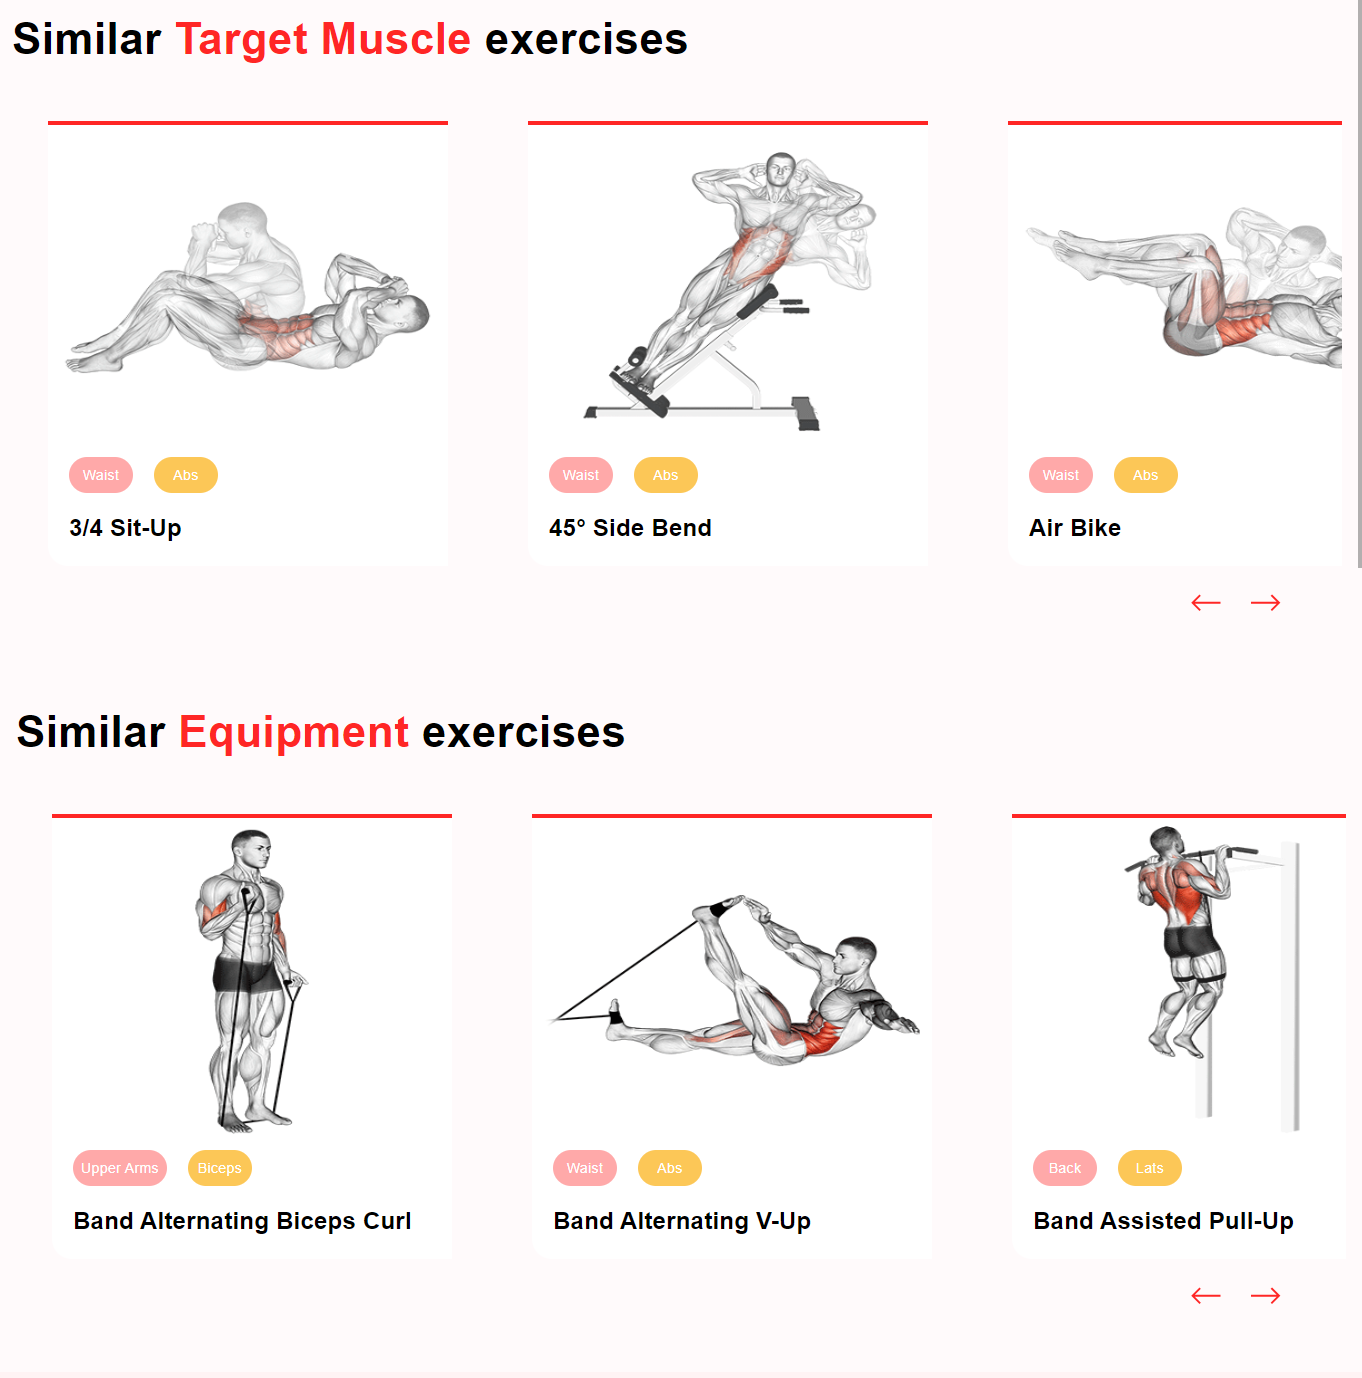 Similar Target Muscle exercises
Waist Abs
3/4 Sit-Up
Waist Abs
45° Side Bend
Waist Abs
Air Bike
Similar Equipment exercises
Upper Arms Biceps
Band Alternating Biceps Curl
Waist Abs
Band Alternating V-Up
Back Lats
Band Assisted Pull-Up